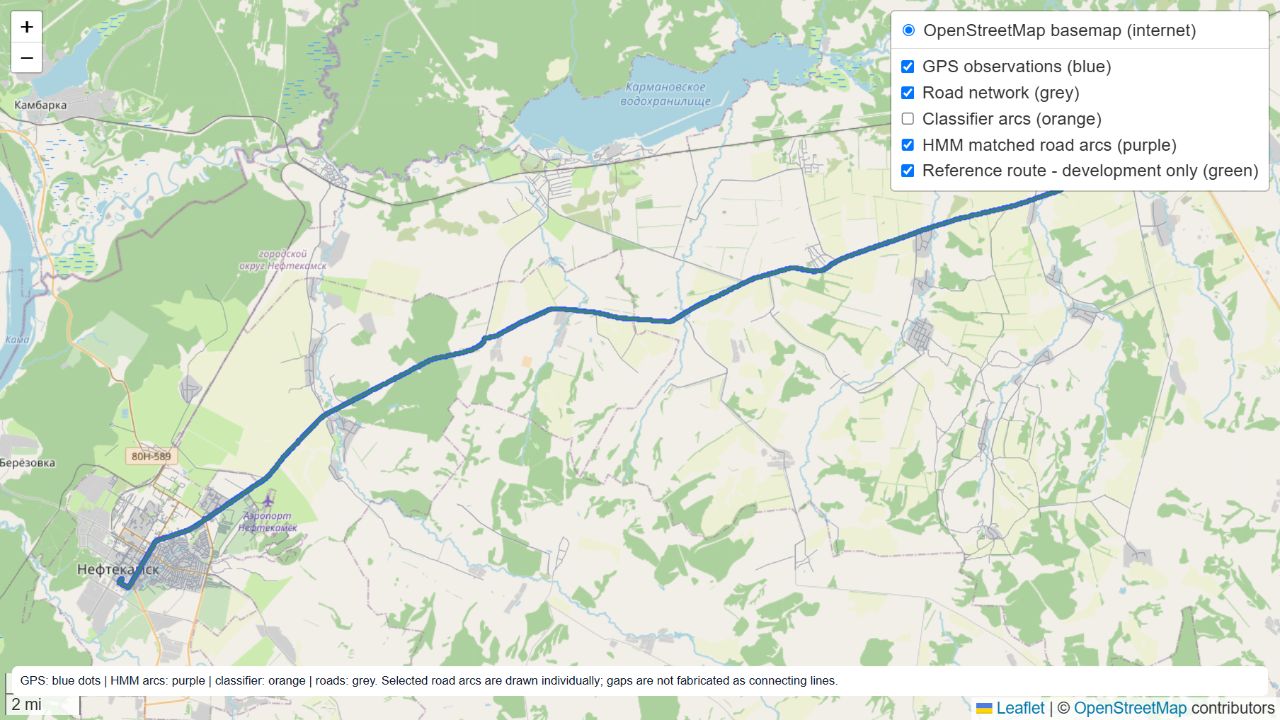 +
OpenStreetMap basemap (internet)
−
GPS observations (blue)
Road network (grey)
Classifier arcs (orange)
HMM matched road arcs (purple)
Reference route - development only (green)
Кармановское
водохранилище
Камбарка
городской
округ Нефтекамск
Кама
80Н-589
Берёзовка
Аэропорт
Нефтекамск
Нефтекамск
GPS: blue dots | HMM arcs: purple | classifier: orange | roads: grey. Selected road arcs are drawn individually; gaps are not fabricated as connecting lines.
2 mi
Leaflet | © OpenStreetMap contributors